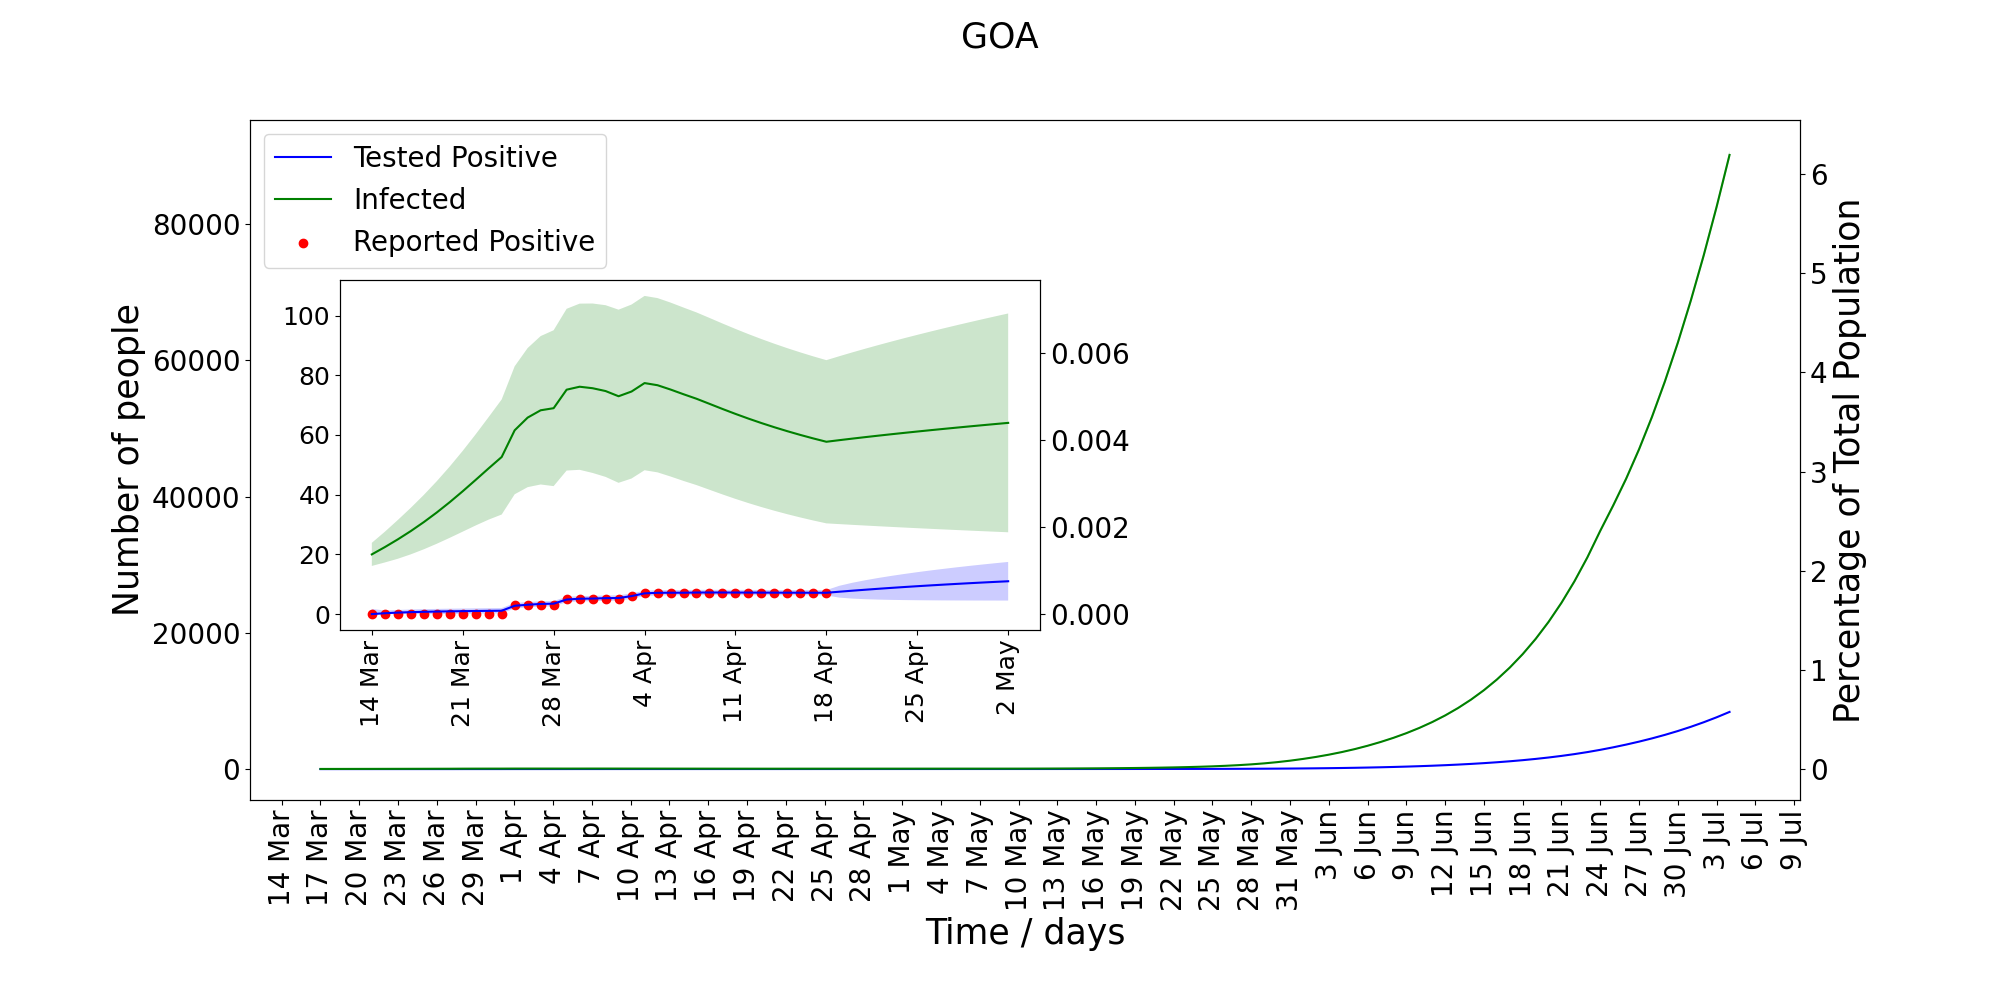 GOA
Tested Positive
Infected
Reported Positive
Number of people
80000
60000
40000
20000
0
6
5
4
3
2
1
0
Percentage of Total Population
100
80
60
40
20
0
0.006
0.004
0.002
0.000
14 Mar
21 Mar
28 Mar
4 Apr
11 Apr
18 Apr
25 Apr
2 May
14 Mar
17 Mar
20 Mar
23 Mar
26 Mar
29 Mar
1 Apr
4 Apr
7 Apr
10 Apr
13 Apr
16 Apr
19 Apr
22 Apr
25 Apr
28 Apr
1 May
4 May
7 May
10 May
13 May
16 May
19 May
22 May
25 May
28 May
31 May
3 Jun
6 Jun
9 Jun
12 Jun
15 Jun
18 Jun
21 Jun
24 Jun
27 Jun
30 Jun
3 Jul
6 Jul
9 Jul
Time / days